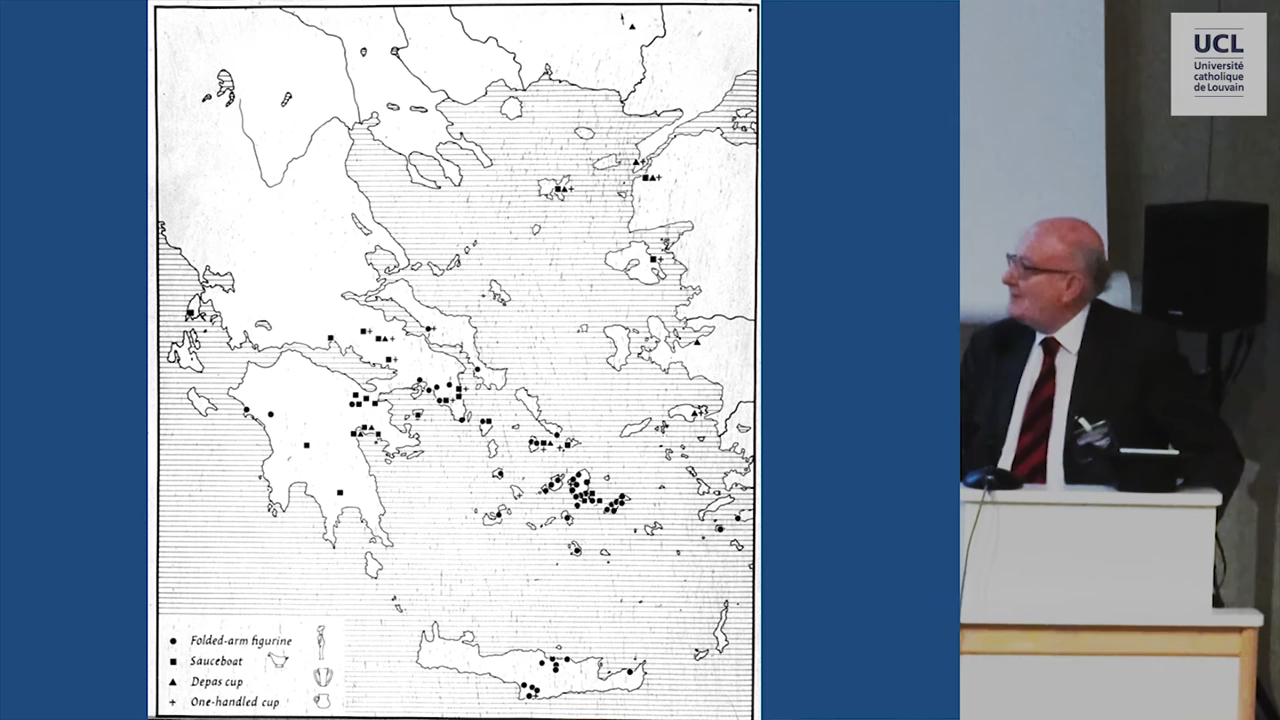 UCL
Université
catholique
de Louvain
Folded-arm figurine
Sauceboat
Depas cup
One-handled cup